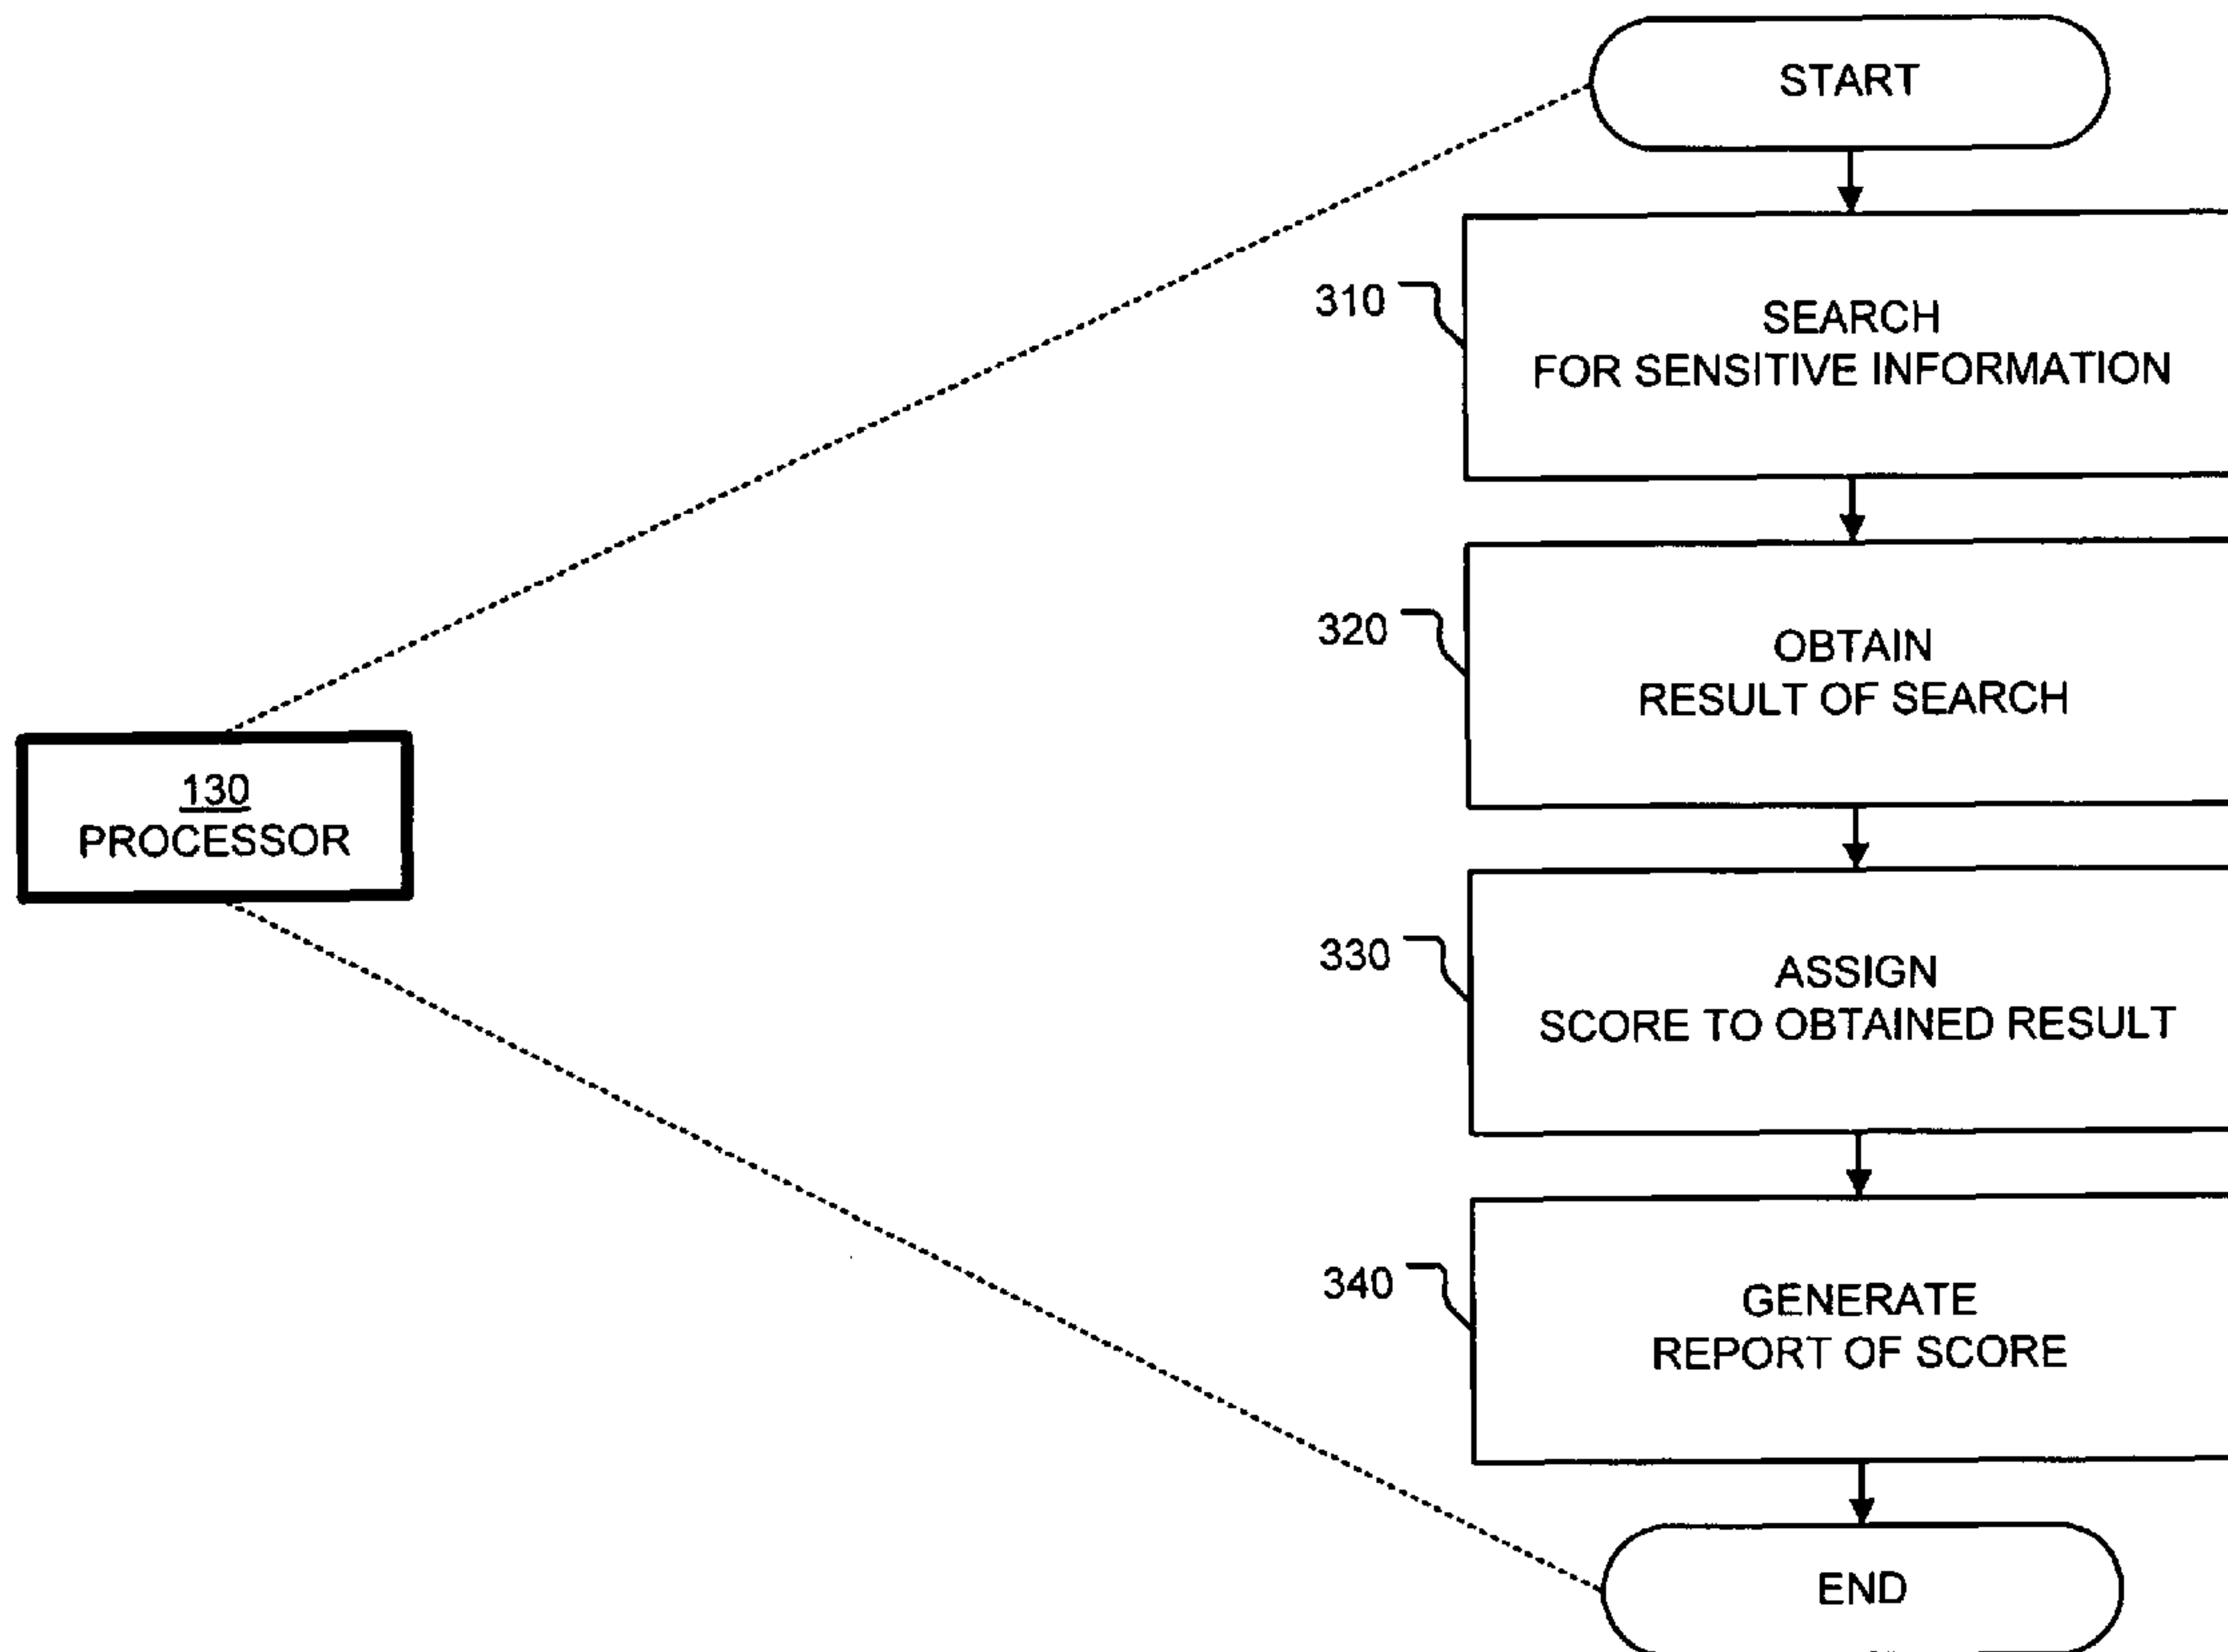 START
310
SEARCH
FOR SENSITIVE INFORMATION
320
OBTAIN
RESULT OF SEARCH
130
PROCESSOR
330
ASSIGN
SCORE TO OBTAINED RESULT
340
GENERATE
REPORT OF SCORE
END